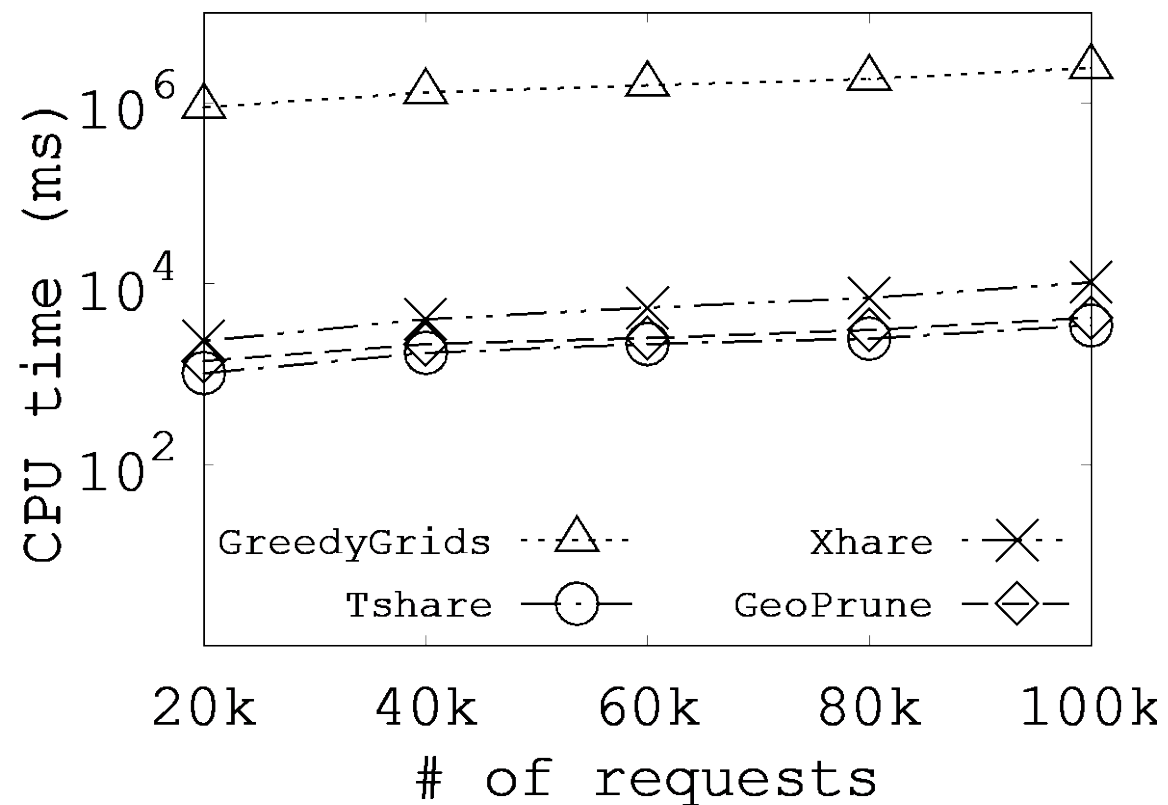 CPU time (ms)
10^6
10^4
10^2
GreedyGrids
Xhare
Tshare
GeoPrune
20k 40k 60k 80k 100k
# of requests